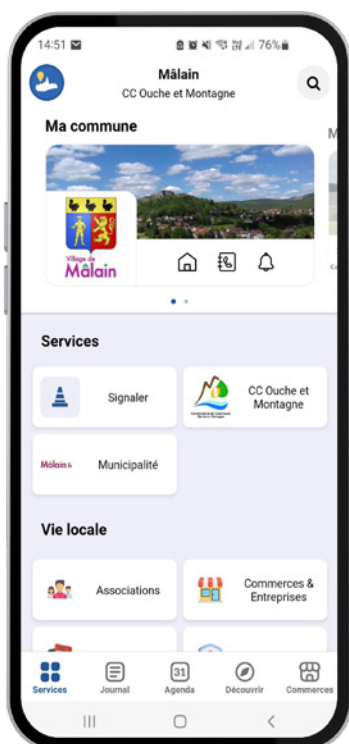 14:51
76%
Mâlain
CC Ouche et Montagne
Ma commune
M
Village de
Mâlain
Services
Signaler
CC Ouche et
Montagne
Mâlain
Municipalité
Vie locale
Associations
Commerces &
Entreprises
31
Services
Journal
Agenda
Découvrir
Commerces